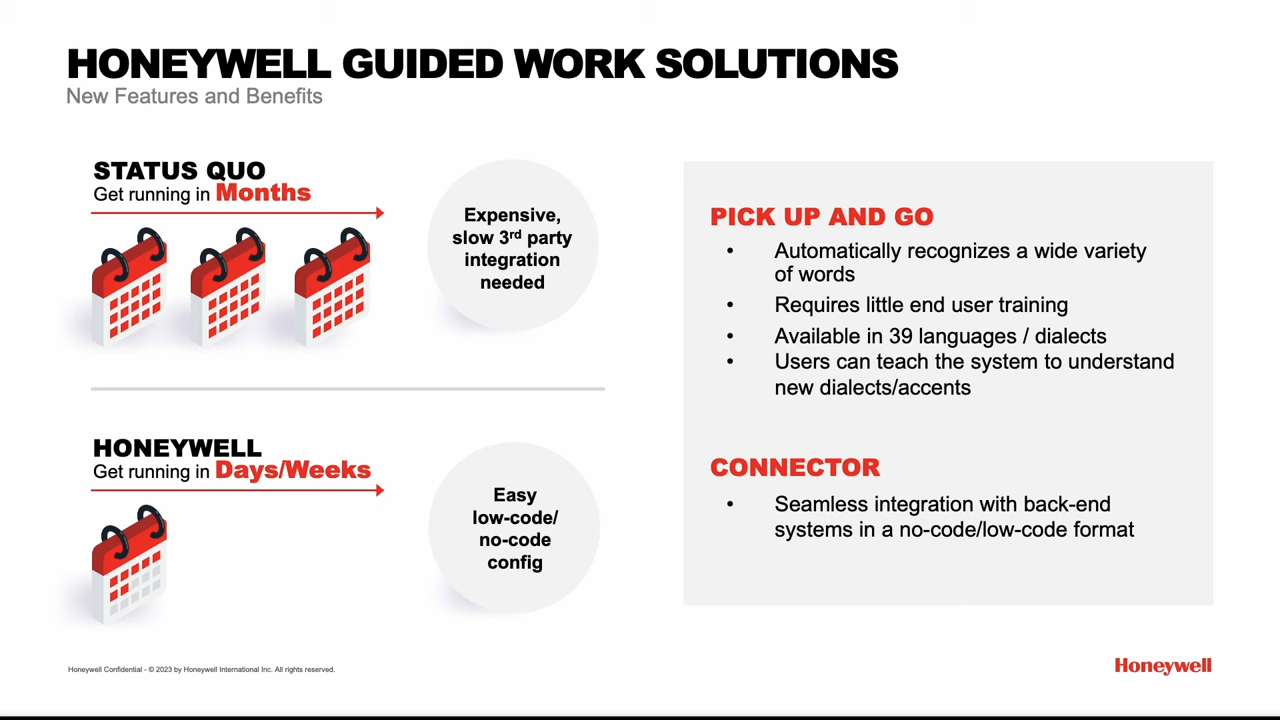 HONEYWELL GUIDED WORK SOLUTIONS
New Features and Benefits
STATUS QUO
Get running in Months
Expensive,
slow 3rd party
integration
needed
HONEYWELL
Get running in Days/Weeks
Easy
low-code/
no-code
config
PICK UP AND GO
• Automatically recognizes a wide variety
of words
• Requires little end user training
• Available in 39 languages / dialects
• Users can teach the system to understand
new dialects/accents
CONNECTOR
• Seamless integration with back-end
systems in a no-code/low-code format
Honeywell Confidential - © 2023 by Honeywell International Inc. All rights reserved.
Honeywell